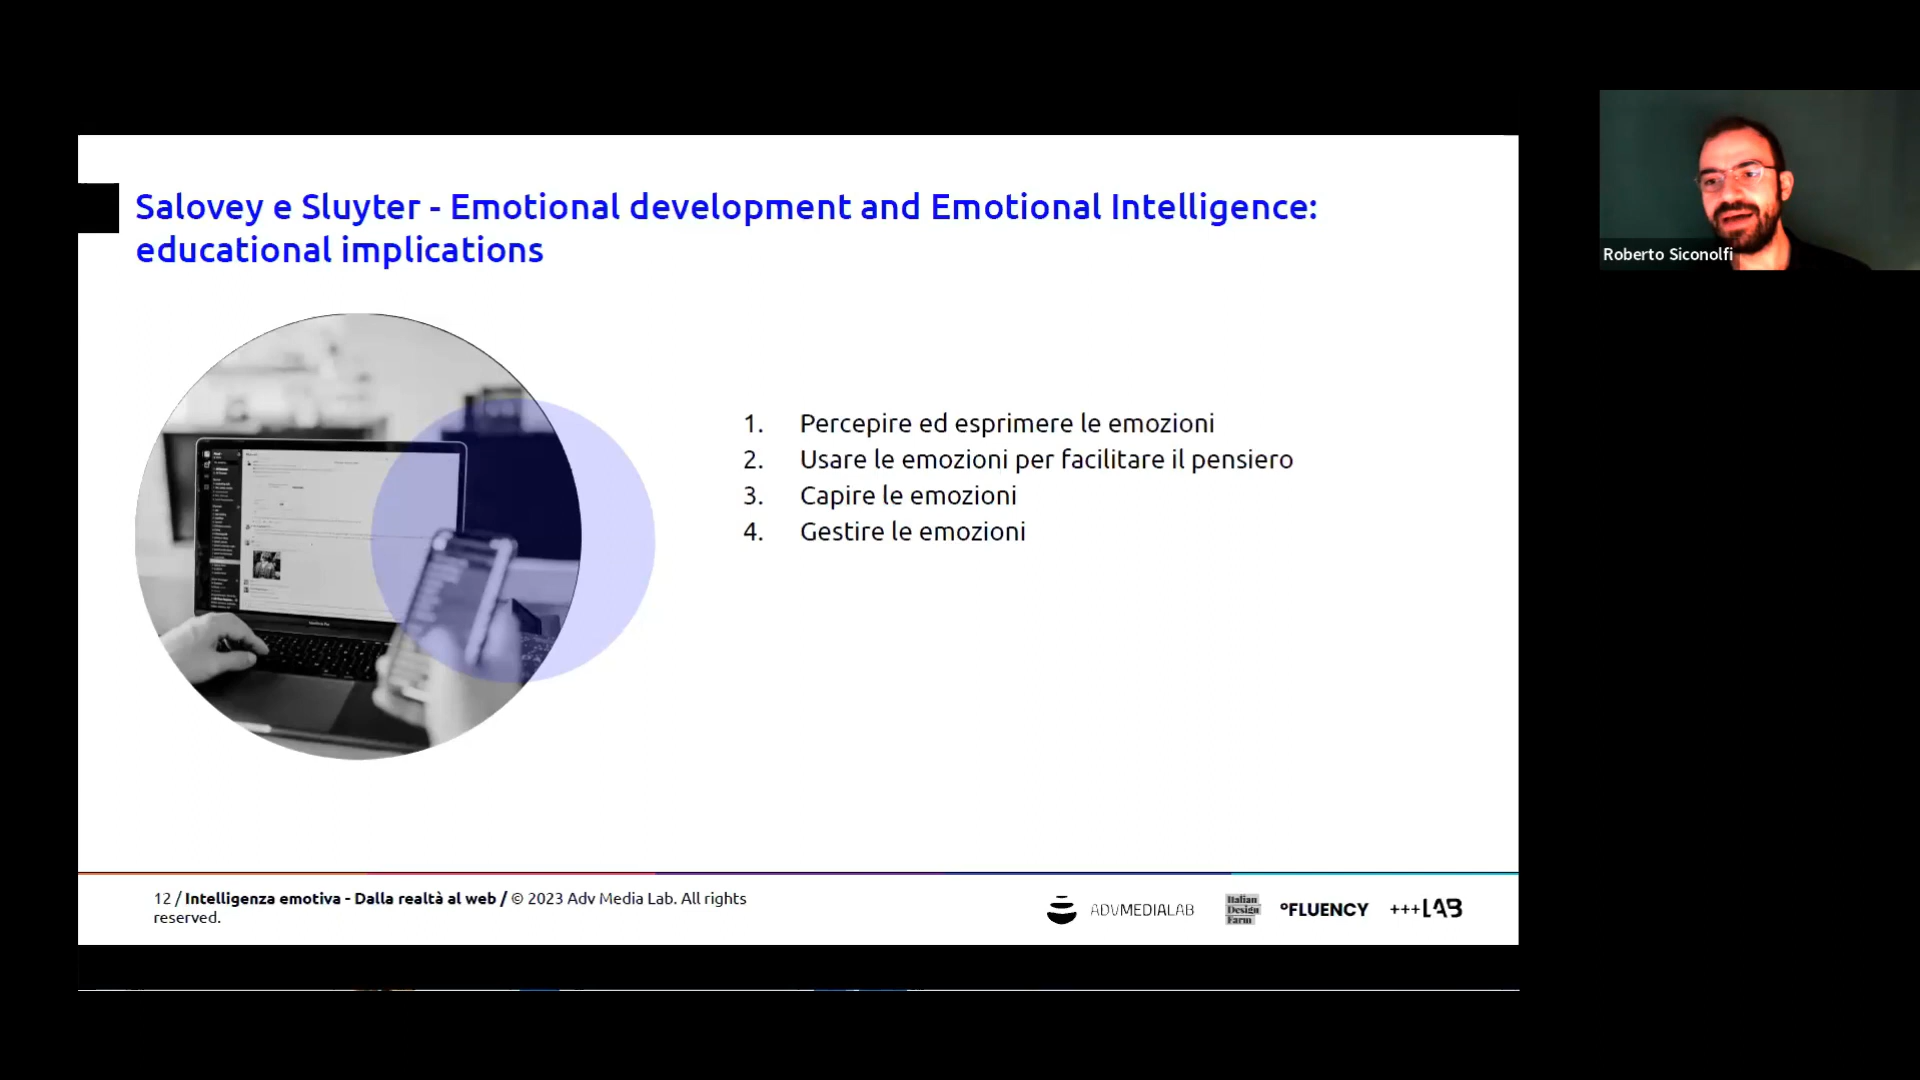 Salovey e Sluyter - Emotional development and Emotional Intelligence:
educational implications
1. Percepire ed esprimere le emozioni
2. Usare le emozioni per facilitare il pensiero
3. Capire le emozioni
4. Gestire le emozioni
12 / Intelligenza emotiva - Dalla realtà al web / © 2023 Adv Media Lab. All rights
reserved.
ADVMEDIALAB
Italian
Design
Farm
°FLUENCY
+++LAB
Roberto Siconolfi